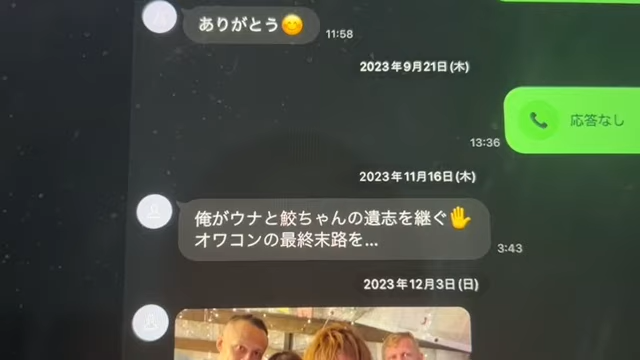 ありがとう😊
11:58
2023年9月21日(木)
応答なし
13:36
2023年11月16日(木)
俺がウナと鮫ちゃんの遺志を継ぐ✋
オワコンの最終末路を...
3:43
2023年12月3日(日)